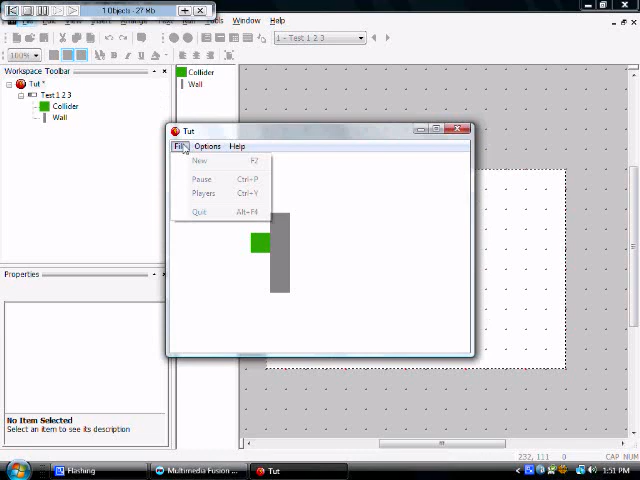 1 Objects - 27 Mb
Window
Help
100%
1 - Test 1 2 3
Workspace Toolbar
Tut *
Test 1 2 3
Collider
Wall
Collider
Wall
Tut
File Options Help
New F2
Pause Ctrl+P
Players Ctrl+Y
Quit Alt+F4
Properties
No Item Selected
Select an item to see its description
232, 111 0 CAP NUM
Flashing
Multimedia Fusion ...
Tut
1:51 PM